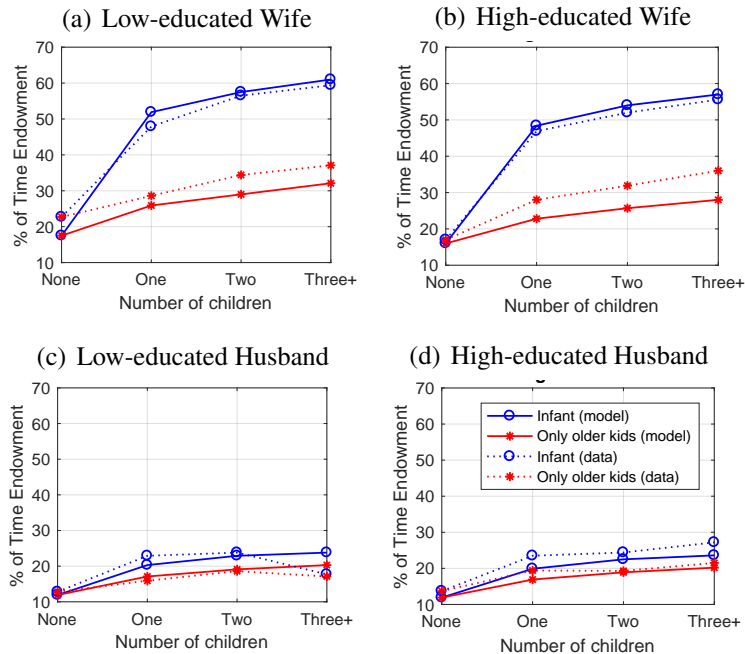 (a) Low-educated Wife
70
60
50
40
30
20
10
% of Time Endowment
None One Two Three+
Number of children
(b) High-educated Wife
70
60
50
40
30
20
10
% of Time Endowment
None One Two Three+
Number of children
(c) Low-educated Husband
70
60
50
40
30
20
10
% of Time Endowment
None One Two Three+
Number of children
(d) High-educated Husband
70
60
50
40
30
20
10
% of Time Endowment
Infant (model)
Only older kids (model)
Infant (data)
Only older kids (data)
None One Two Three+
Number of children